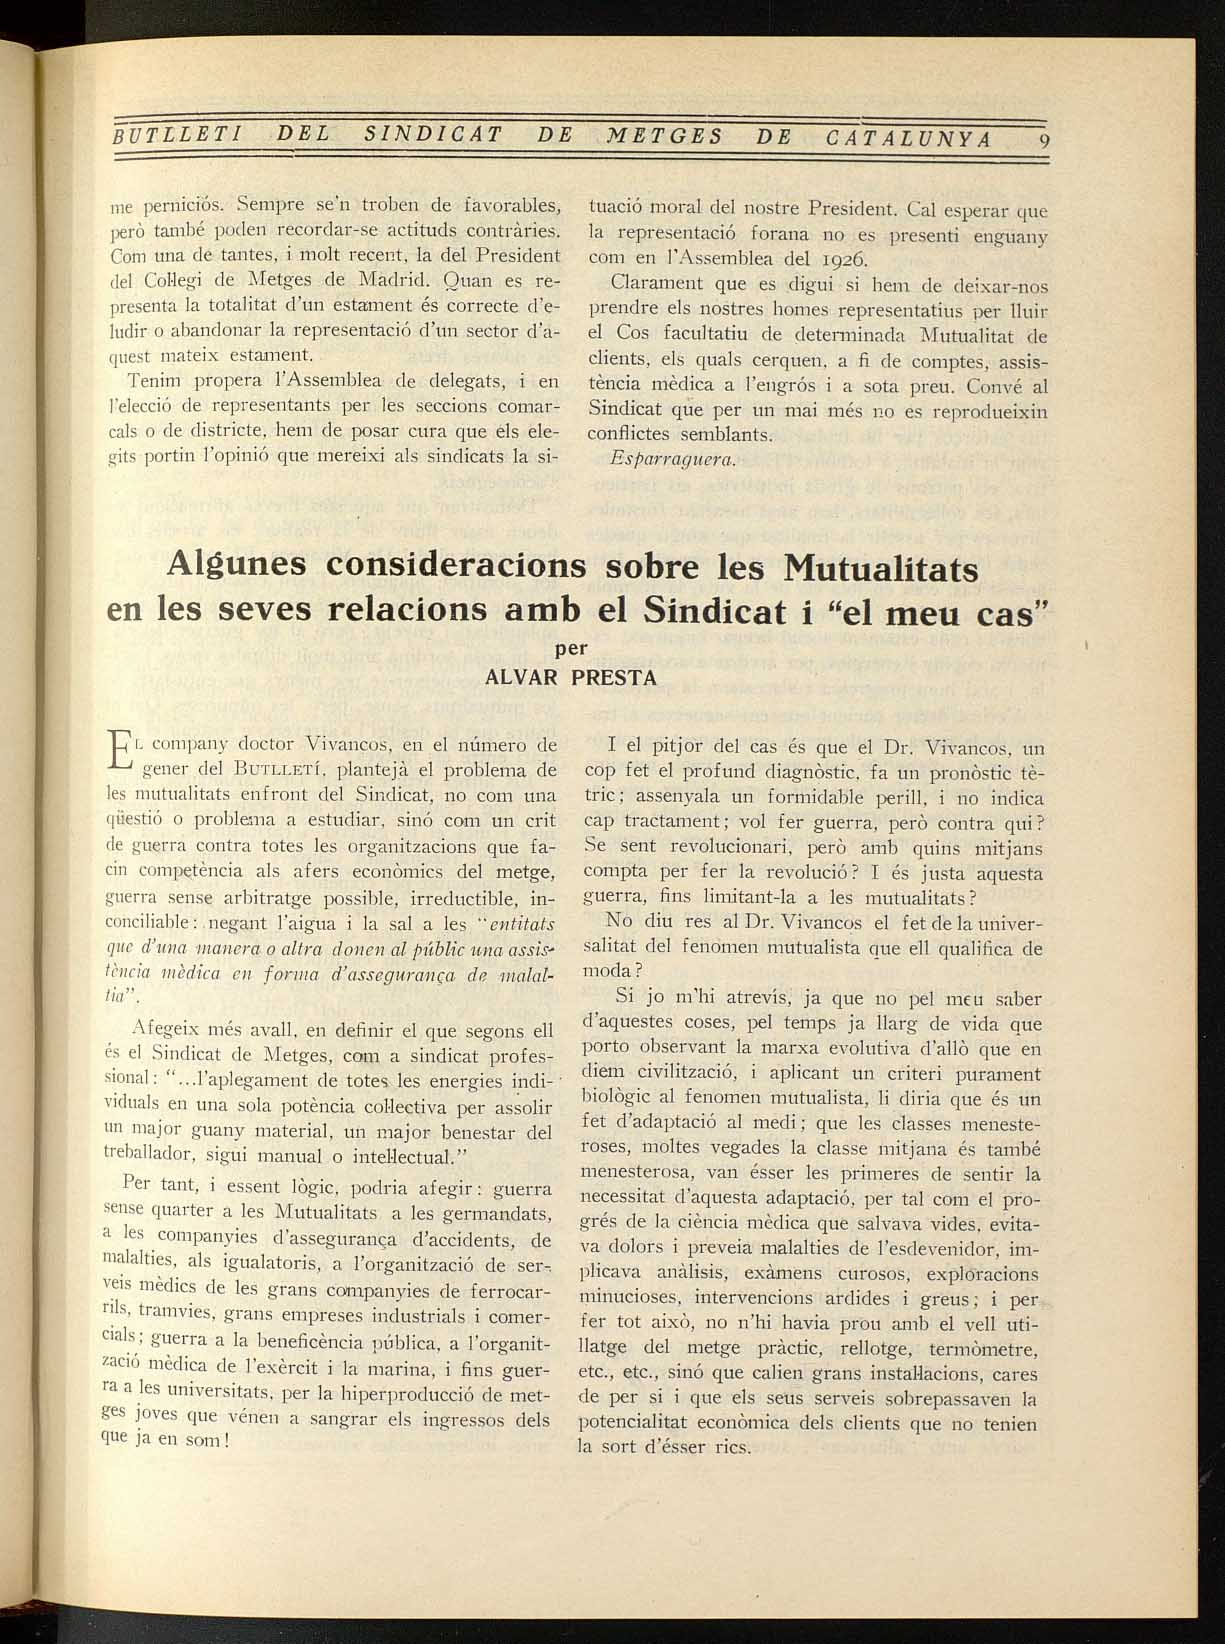 BUTLLETI DEL SINDICAT DE METGES DE CATALUNYA 9
me perniciós. Sempre se'n troben de favorables,
però també poden recordar-se actituds contràries.
Com una de tantes, i molt recent, la del President
del Col·legi de Metges de Madrid. Quan es re-
presenta la totalitat d'un estament és correcte d'e-
ludir o abandonar la representació d'un sector d'a-
quest mateix estament.
Tenim propera l'Assemblea de delegats, i en
l'elecció de representants per les seccions comar-
cals o de districte, hem de posar cura que els ele-
gits portin l'opinió que mereixi als sindicats la si-
tuació moral del nostre President. Cal esperar que
la representació forana no es presenti enguany
com en l'Assemblea del 1926.
Clarament que es digui si hem de deixar-nos
prendre els nostres homes representatius per lluir
el Cos facultatiu de determinada Mutualitat de
clients, els quals cerquen, a fi de comptes, assis-
tència mèdica a l'engrós i a sota preu. Convé al
Sindicat que per un mai més no es reprodueixin
conflictes semblants.
Esparraguera.
Algunes consideracions sobre les Mutualitats
en les seves relacions amb el Sindicat i "el meu cas"
per
ALVAR PRESTA
EL company doctor Vivancos, en el número de
gener del BUTLLETÍ, plantejà el problema de
les mutualitats enfront del Sindicat, no com una
qüestió o problema a estudiar, sinó com un crit
de guerra contra totes les organitzacions que fa-
cin competència als afers econòmics del metge,
guerra sense arbitratge possible, irreductible, in-
conciliable: negant l'aigua i la sal a les "entitats
que d'una manera o altra donen al públic una assis-
tència mèdica en forma d'assegurança de malal-
tia".
Afegeix més avall, en definir el que segons ell
és el Sindicat de Metges, com a sindicat profes-
sional: "...l'aplegament de totes les energies indi-
viduals en una sola potència col·lectiva per assolir
un major guany material, un major benestar del
treballador, sigui manual o intel·lectual."
Per tant, i essent lògic, podria afegir: guerra
sense quarter a les Mutualitats a les germandats,
a les companyies d'assegurança d'accidents, de
malalties, als igualatoris, a l'organització de ser-
veis mèdics de les grans companyies de ferrocar-
rils, tramvies, grans empreses industrials i comer-
cials; guerra a la beneficència pública, a l'organit-
zació mèdica de l'exèrcit i la marina, i fins guer-
ra a les universitats, per la hiperproducció de met-
ges joves que vénen a sangrar els ingressos dels
que ja en som!
I el pitjor del cas és que el Dr. Vivancos, un
cop fet el profund diagnòstic, fa un pronòstic tè-
tric; assenyala un formidable perill, i no indica
cap tractament; vol fer guerra, però contra qui?
Se sent revolucionari, però amb quins mitjans
compta per fer la revolució? I és justa aquesta
guerra, fins limitant-la a les mutualitats?
No diu res al Dr. Vivancos el fet de la univer-
salitat del fenomen mutualista que ell qualifica de
moda?
Si jo m'hi atrevís, ja que no pel meu saber
d'aquestes coses, pel temps ja llarg de vida que
porto observant la marxa evolutiva d'allò que en
diem civilització, i aplicant un criteri purament
biològic al fenomen mutualista, li diria que és un
fet d'adaptació al medi; que les classes meneste-
roses, moltes vegades la classe mitjana és també
menesterosa, van ésser les primeres de sentir la
necessitat d'aquesta adaptació, per tal com el pro-
grés de la ciència mèdica que salvava vides, evita-
va dolors i preveia malalties de l'esdevenidor, im-
plicava anàlisis, exàmens curosos, exploracions
minucioses, intervencions ardides i greus; i per
fer tot això, no n'hi havia prou amb el vell uti-
llatge del metge pràctic, rellotge, termòmetre,
etc., etc., sinó que calien grans instal·lacions, cares
de per si i que els seus serveis sobrepassaven la
potencialitat econòmica dels clients que no tenien
la sort d'ésser rics.